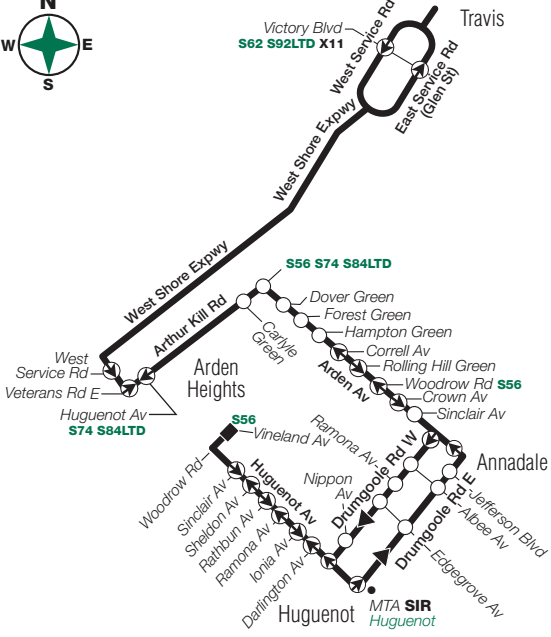 N
W
E
S
Travis
Victory Blvd
S62 S92LTD X11
West Service Rd
East Service Rd
(Glen St)
West Shore Expwy
West Shore Expwy
S56 S74 S84LTD
Dover Green
Forest Green
Hampton Green
Correll Av
Rolling Hill Green
Woodrow Rd S56
Crown Av
Sinclair Av
Arden Av
Carlyle
Green
Arthur Kill Rd
Arden
Heights
West
Service Rd
Veterans Rd E
Huguenot Av
S74 S84LTD
S56
Vineland Av
Woodrow Rd
Huguenot Av
Sinclair Av
Sheldon Av
Rathbun Av
Ramona Av
Ionia Av
Darlington Av
Ramona Av
Nippon
Av
Drumgoole Rd W
Drumgoole Rd E
Annadale
Jefferson Blvd
Albee Av
Edgegrove Av
Huguenot
MTA SIR
Huguenot